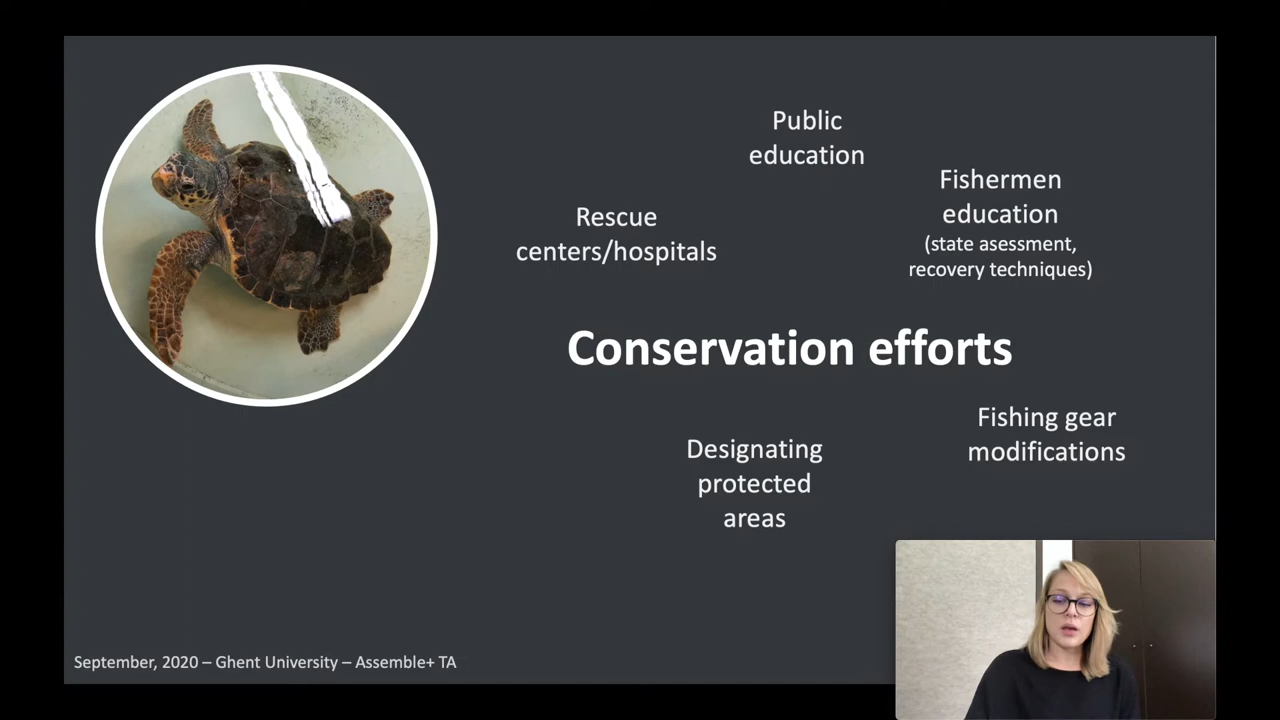 Public
education
Fishermen
education
(state asessment,
recovery techniques)
Rescue
centers/hospitals
Conservation efforts
Fishing gear
modifications
Designating
protected
areas
September, 2020 – Ghent University – Assemble+ TA